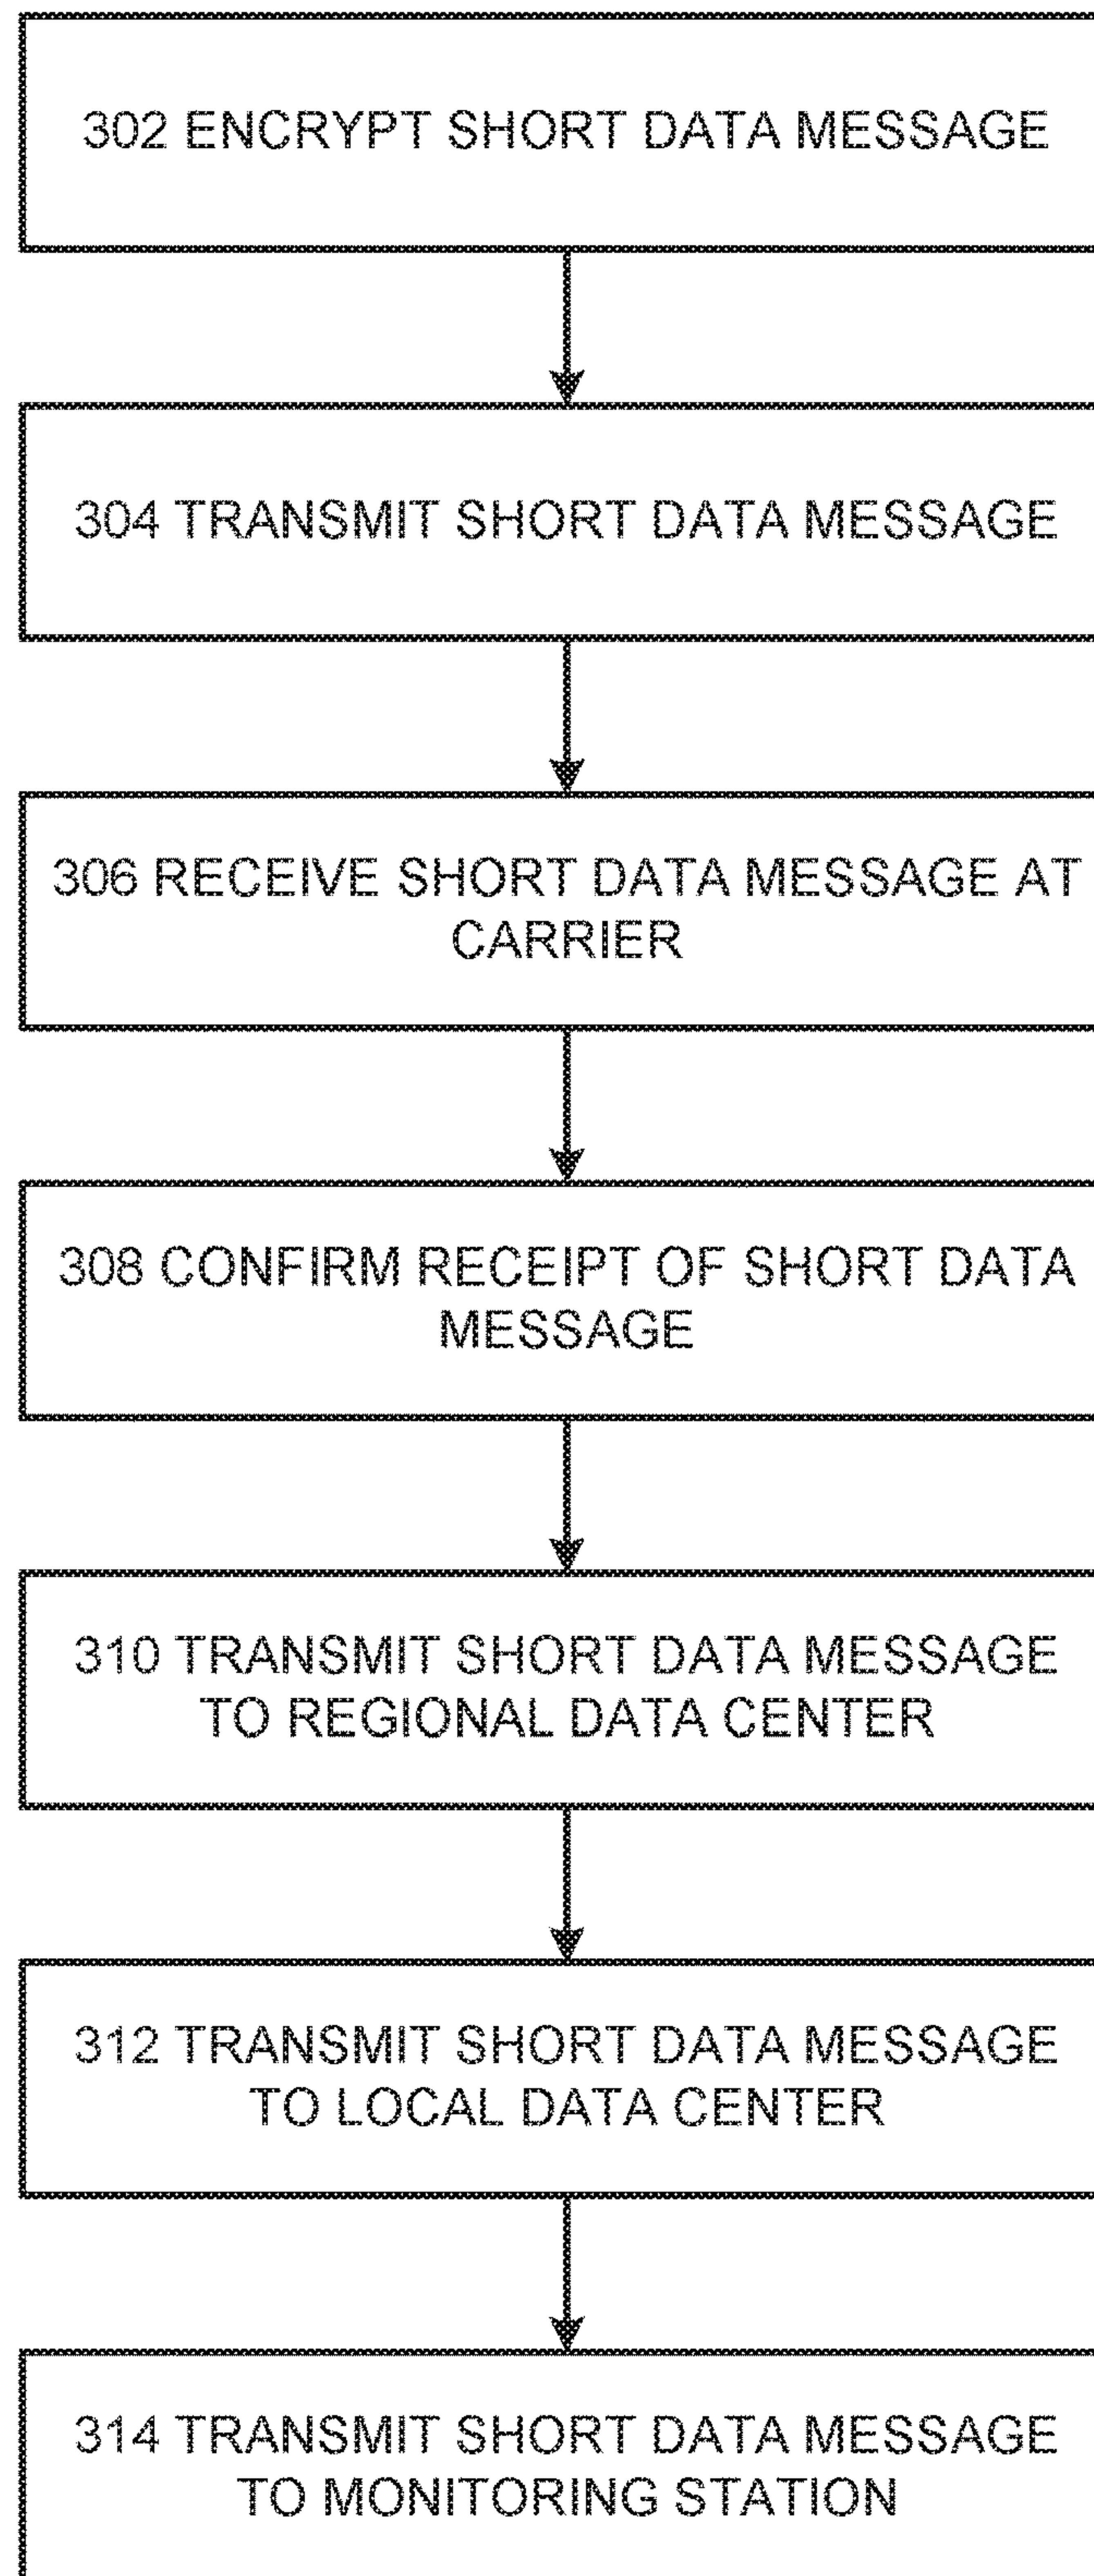 302 ENCRYPT SHORT DATA MESSAGE
304 TRANSMIT SHORT DATA MESSAGE
306 RECEIVE SHORT DATA MESSAGE AT
CARRIER
308 CONFIRM RECEIPT OF SHORT DATA
MESSAGE
310 TRANSMIT SHORT DATA MESSAGE
TO REGIONAL DATA CENTER
312 TRANSMIT SHORT DATA MESSAGE
TO LOCAL DATA CENTER
314 TRANSMIT SHORT DATA MESSAGE
TO MONITORING STATION